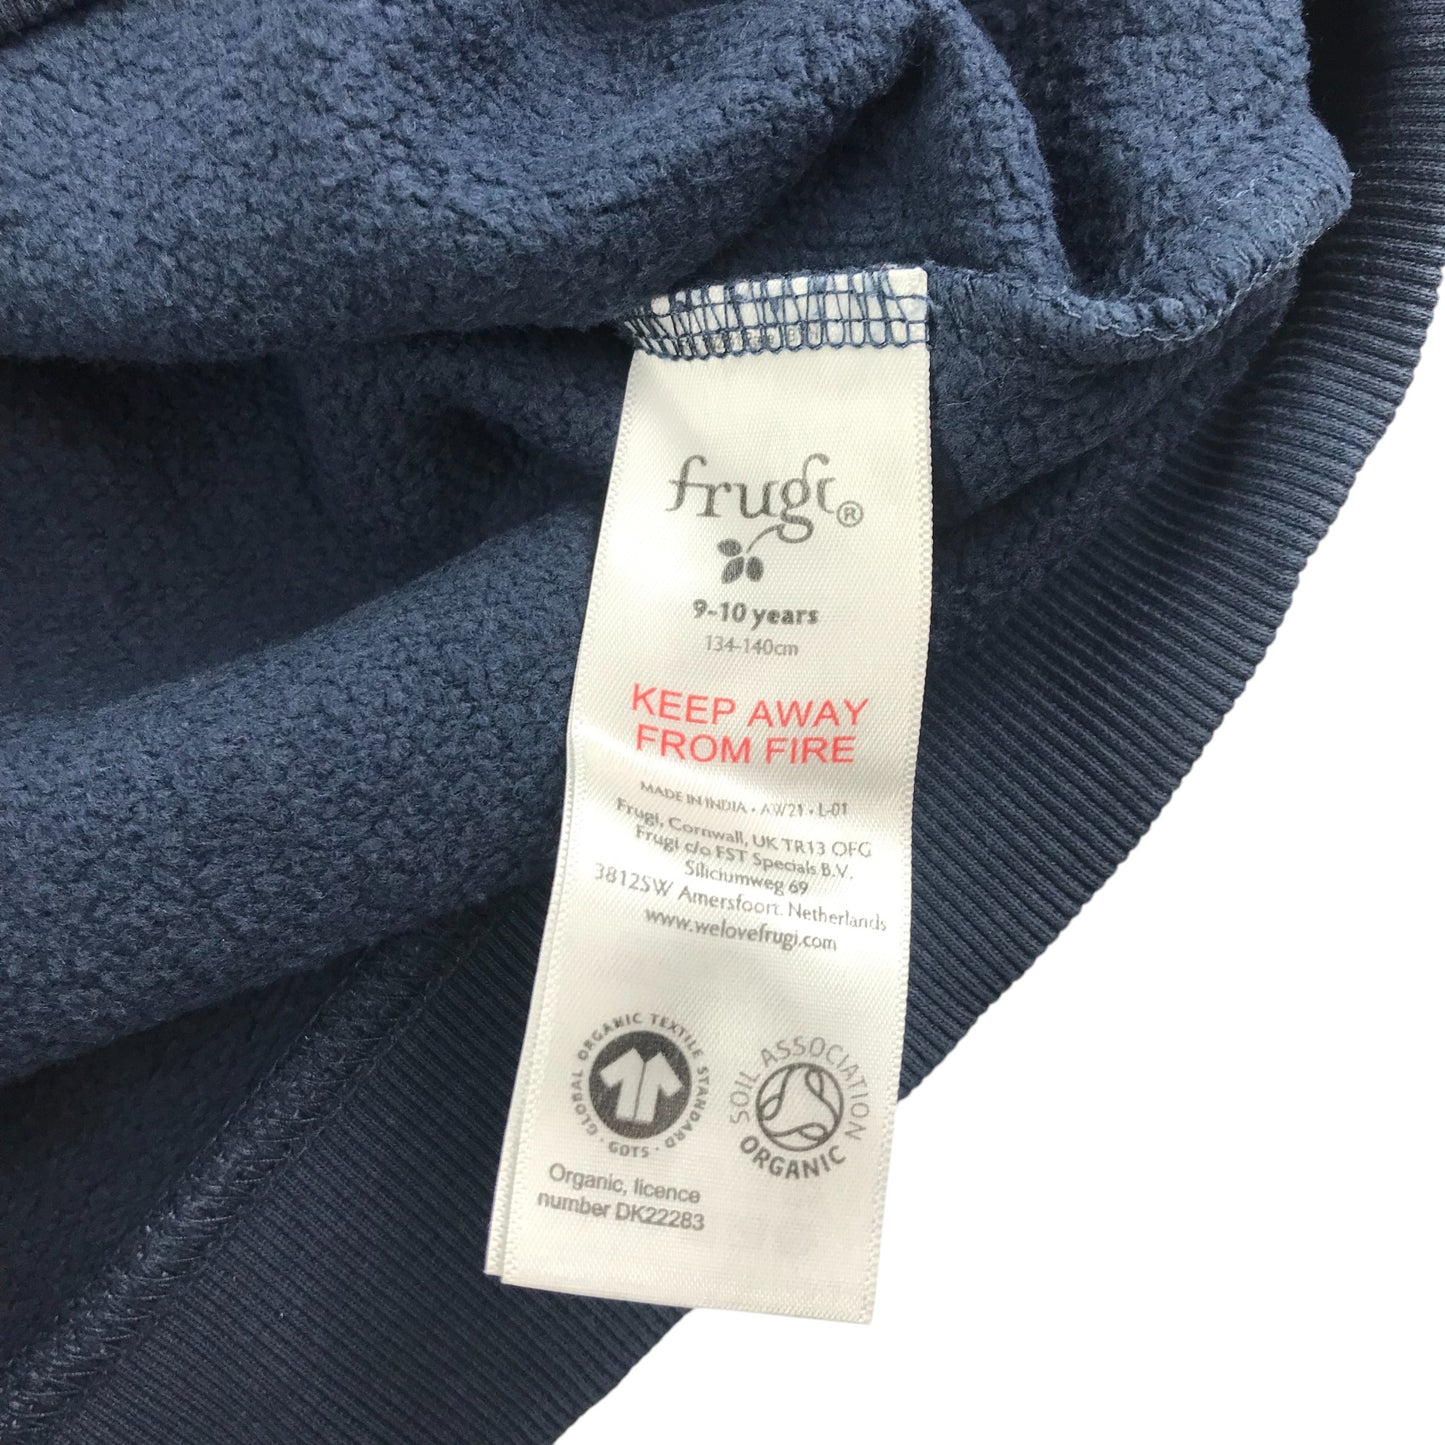 frugi®
9-10 years
134-140cm
KEEP AWAY
FROM FIRE
MADE IN INDIA • AW21 • L-01
Frugi, Cornwall, UK TR13 OFG
Frugi c/o FST Specials B.V.
Siliciumweg 69
3812SW Amersfoort. Netherlands
www.welovefrugi.com
GLOBAL ORGANIC TEXTILE STANDARD · GOTS ·
SOIL ASSOCIATION
ORGANIC
Organic, licence
number DK22283